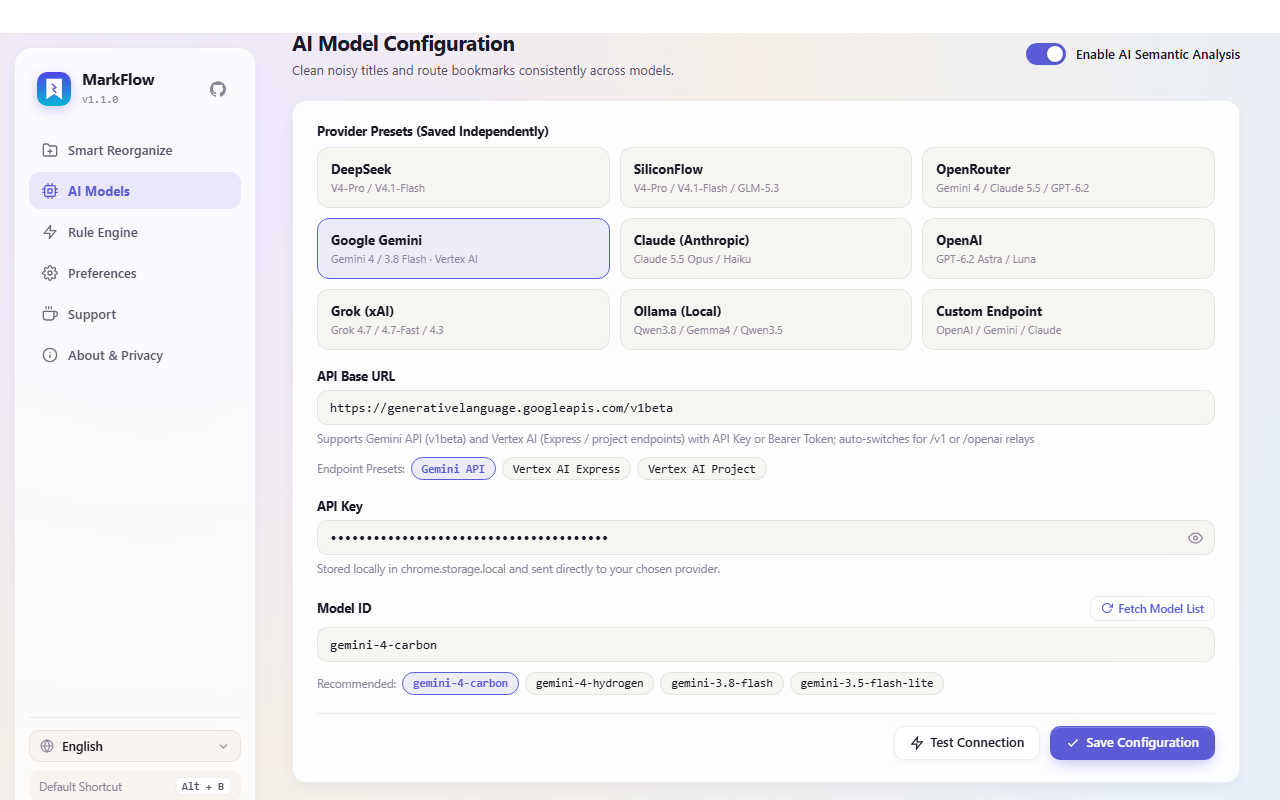 MarkFlow
v1.1.0
Smart Reorganize
AI Models
Rule Engine
Preferences
Support
About & Privacy
English
Default Shortcut
Alt + B
AI Model Configuration
Clean noisy titles and route bookmarks consistently across models.
Enable AI Semantic Analysis
Provider Presets (Saved Independently)
DeepSeek
V4-Pro / V4.1-Flash
SiliconFlow
V4-Pro / V4.1-Flash / GLM-5.3
OpenRouter
Gemini 4 / Claude 5.5 / GPT-6.2
Google Gemini
Gemini 4 / 3.8 Flash · Vertex AI
Claude (Anthropic)
Claude 5.5 Opus / Haiku
OpenAI
GPT-6.2 Astra / Luna
Grok (xAI)
Grok 4.7 / 4.7-Fast / 4.3
Ollama (Local)
Qwen3.8 / Gemma4 / Qwen3.5
Custom Endpoint
OpenAI / Gemini / Claude
API Base URL
https://generativelanguage.googleapis.com/v1beta
Supports Gemini API (v1beta) and Vertex AI (Express / project endpoints) with API Key or Bearer Token; auto-switches for /v1 or /openai relays
Endpoint Presets: Gemini API Vertex AI Express Vertex AI Project
API Key
•••••••••••••••••••••••••••••••••••••••
Stored locally in chrome.storage.local and sent directly to your chosen provider.
Model ID
Fetch Model List
gemini-4-carbon
Recommended: gemini-4-carbon gemini-4-hydrogen gemini-3.8-flash gemini-3.5-flash-lite
Test Connection
Save Configuration